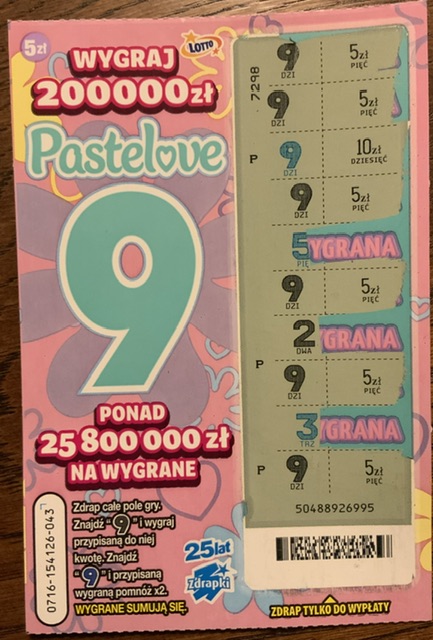 5zł
WYGRAJ
LOTTO
200000zł
Pastelove
9
PONAD
25 800 000 zł
NA WYGRANE
Zdrap całe pole gry.
Znajdź "9" i wygraj
przypisaną do niej
kwotę. Znajdź
"9" i przypisaną
wygraną pomnóż x2.
WYGRANE SUMUJĄ SIĘ.
0716-154126-043
25 lat
Zdrapki
7298
9 5zł
DZI PIĘĆ
9 5zł
DZI PIĘĆ
P 9 10zł
DZI DZIESIĘĆ
9 5zł
DZI PIĘĆ
5 YGRANA
PIĘ
9 5zł
DZI PIĘĆ
2 GRANA
DWA
P 9 5zł
DZI PIĘĆ
3 YGRANA
TRZ
P 9 5zł
DZI PIĘĆ
50488926995
ZDRAP TYLKO DO WYPŁATY